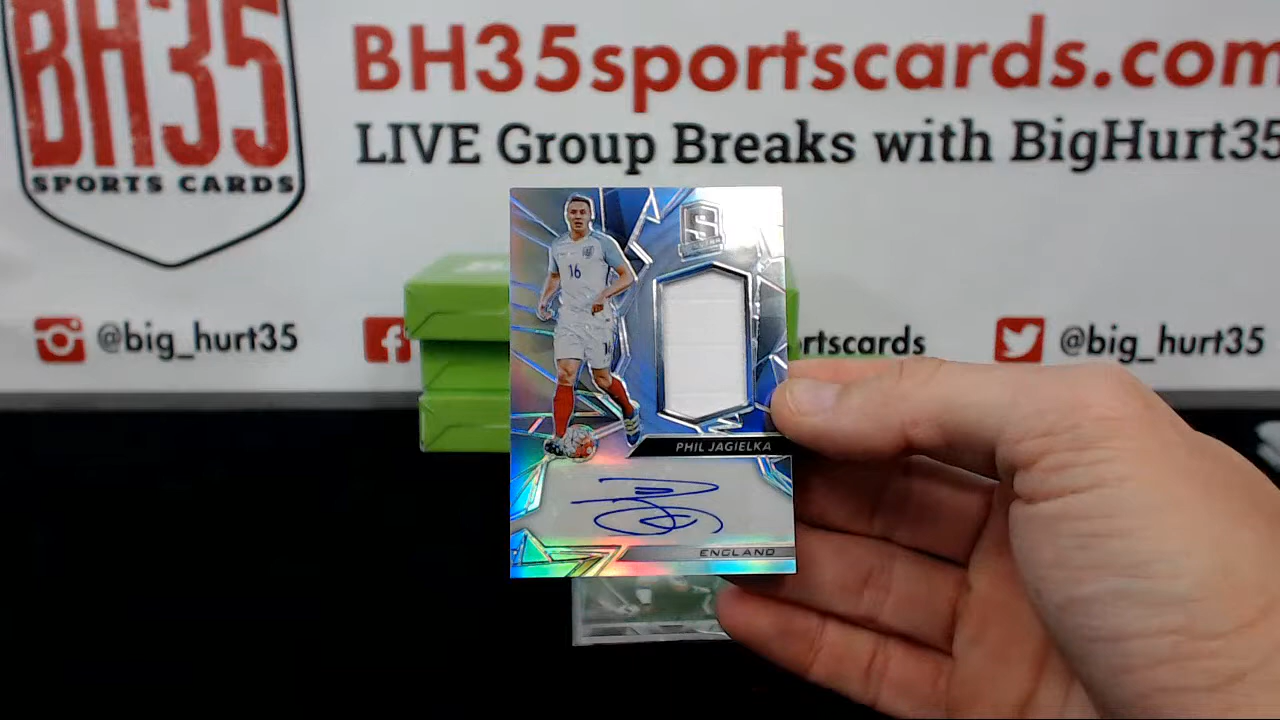 BH35
SPORTS CARDS
BH35sportscards.com
LIVE Group Breaks with BigHurt35
@big_hurt35
rtscards
@big_hurt35
16
PHIL JAGIELKA
ENGLAND